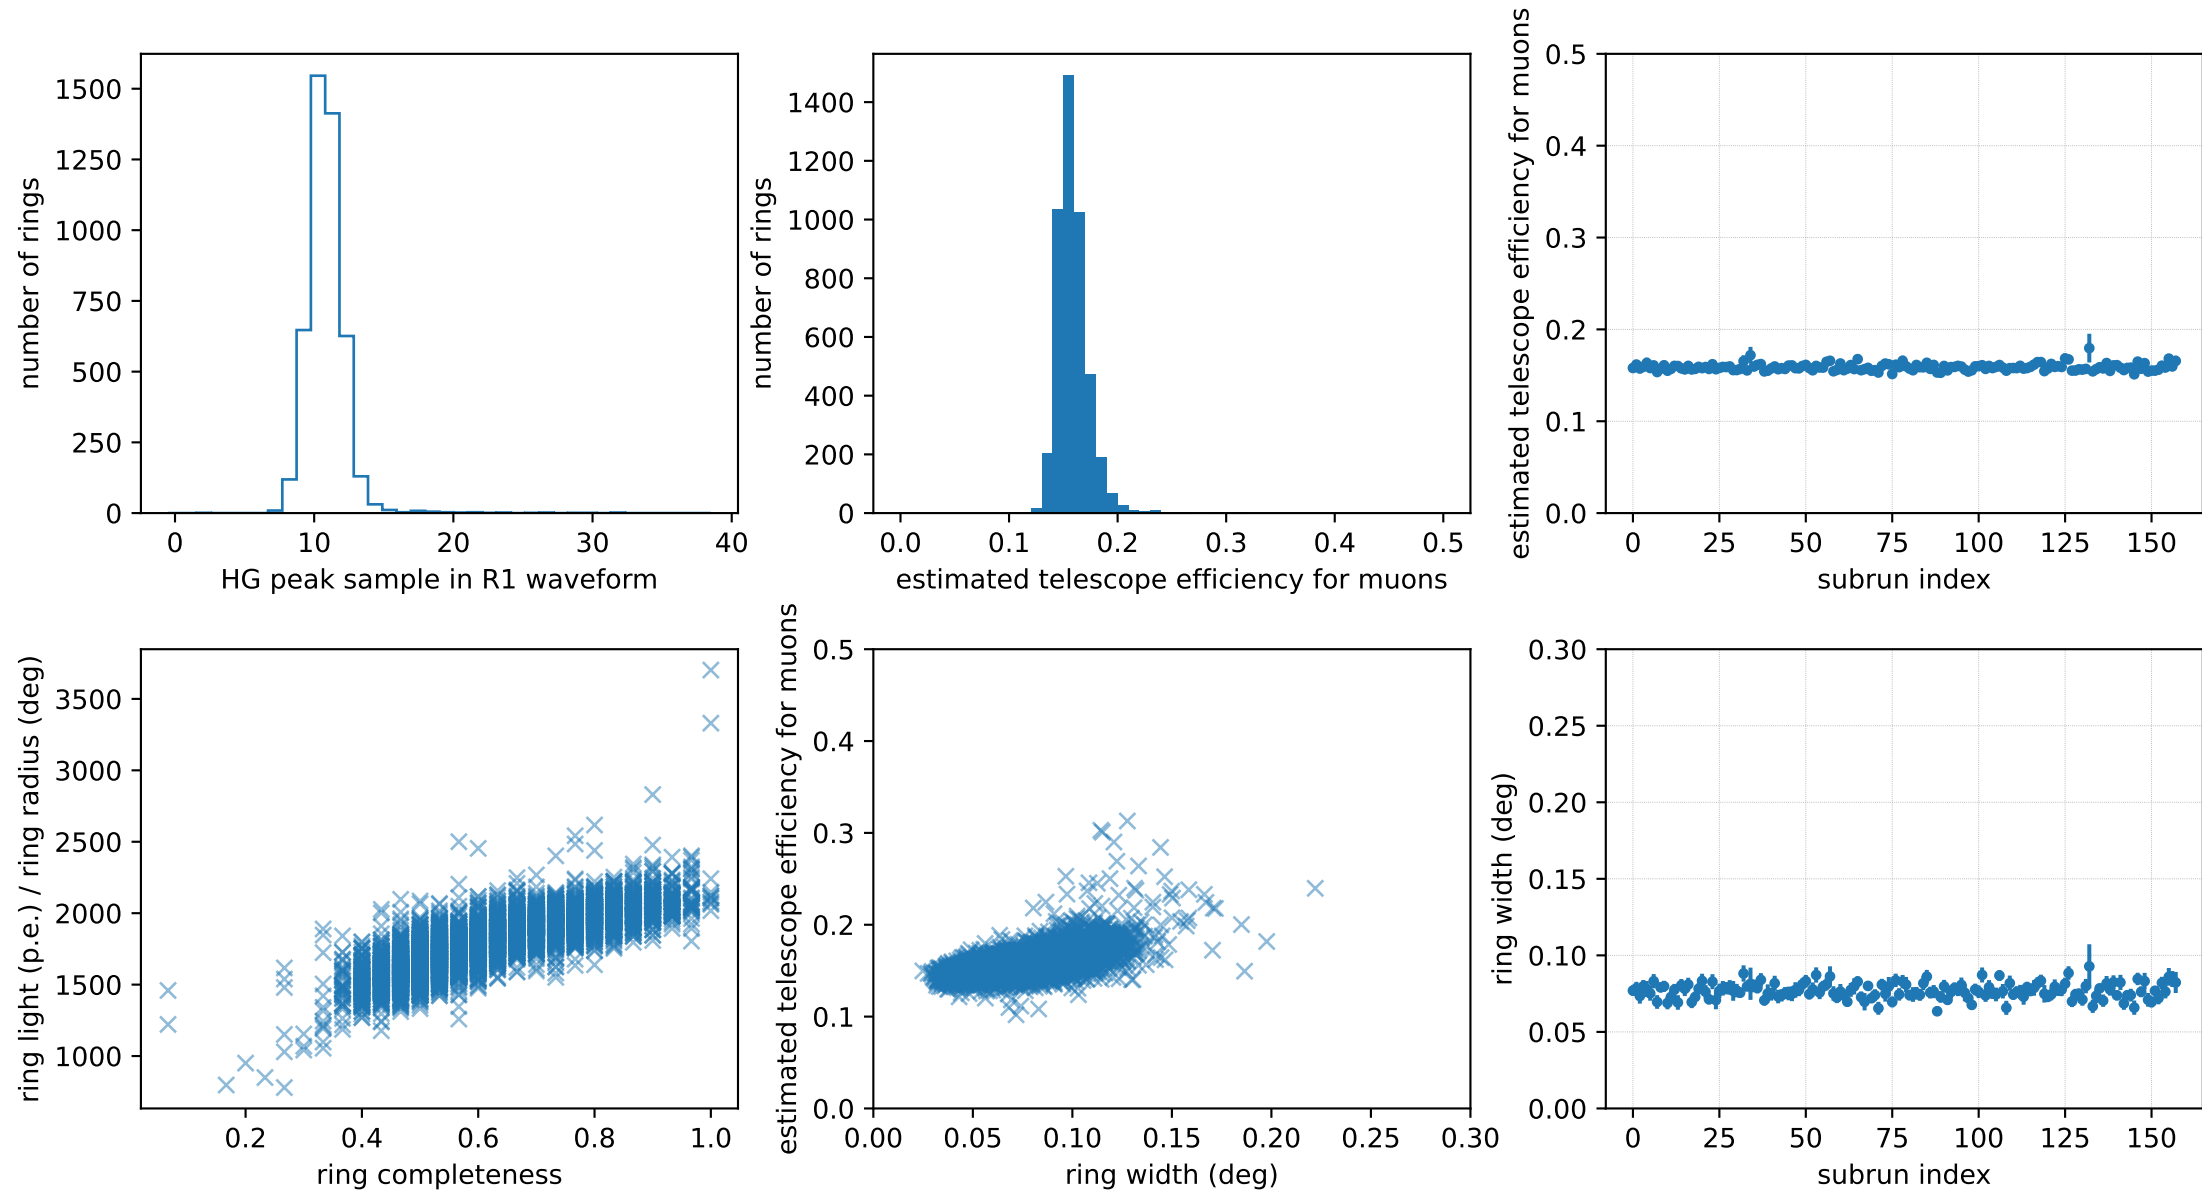 number of rings
1500
1250
1000
750
500
250
0
0 10 20 30 40
HG peak sample in R1 waveform
number of rings
1400
1200
1000
800
600
400
200
0
0.0 0.1 0.2 0.3 0.4 0.5
estimated telescope efficiency for muons
estimated telescope efficiency for muons
0.5
0.4
0.3
0.2
0.1
0.0
0 25 50 75 100 125 150
subrun index
ring light (p.e.) / ring radius (deg)
3500
3000
2500
2000
1500
1000
0.2 0.4 0.6 0.8 1.0
ring completeness
estimated telescope efficiency for muons
0.5
0.4
0.3
0.2
0.1
0.0
0.00 0.05 0.10 0.15 0.20 0.25 0.30
ring width (deg)
ring width (deg)
0.30
0.25
0.20
0.15
0.10
0.05
0.00
0 25 50 75 100 125 150
subrun index